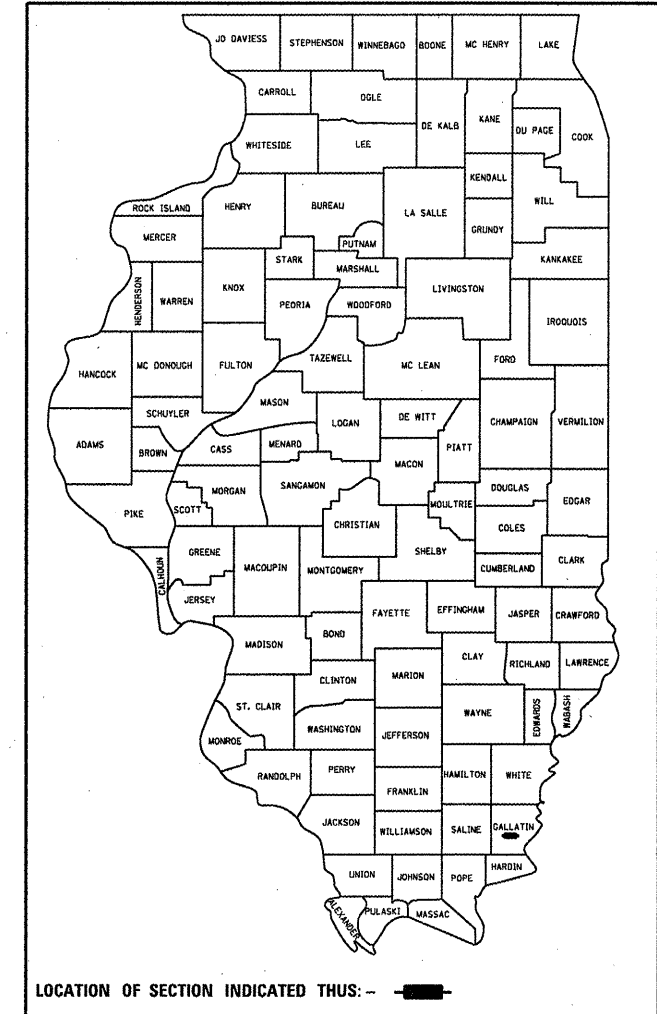 JO DAVIESS STEPHENSON WINNEBAGO BOONE MC HENRY LAKE
CARROLL OGLE DE KALB KANE DU PAGE COOK
WHITESIDE LEE KENDALL WILL
ROCK ISLAND HENRY BUREAU LA SALLE GRUNDY
MERCER PUTNAM KANKAKEE
STARK MARSHALL
HENDERSON WARREN KNOX PEORIA WOODFORD LIVINGSTON IROQUOIS
HANCOCK MC DONOUGH FULTON TAZEWELL MC LEAN FORD
SCHUYLER MASON LOGAN DE WITT CHAMPAIGN VERMILION
ADAMS BROWN CASS MENARD PIATT
MACON
PIKE SCOTT MORGAN SANGAMON MOULTRIE DOUGLAS EDGAR
CHRISTIAN COLES
CALHOUN GREENE MACOUPIN MONTGOMERY SHELBY CUMBERLAND CLARK
JERSEY FAYETTE EFFINGHAM JASPER CRAWFORD
MADISON BOND CLAY RICHLAND LAWRENCE
CLINTON MARION
ST. CLAIR WAYNE EDWARDS WABASH
MONROE WASHINGTON JEFFERSON
RANDOLPH PERRY HAMILTON WHITE
FRANKLIN
JACKSON WILLIAMSON SALINE GALLATIN
UNION JOHNSON POPE HARDIN
ALEXANDER PULASKI MASSAC
LOCATION OF SECTION INDICATED THUS: –